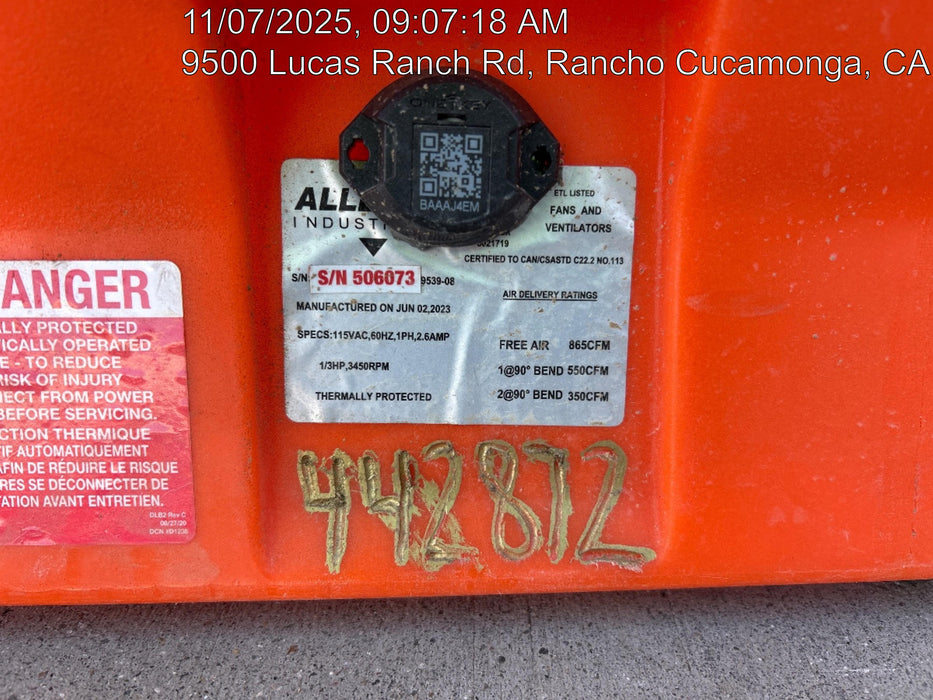 11/07/2025, 09:07:18 AM
9500 Lucas Ranch Rd, Rancho Cucamonga, CA
BAAAJ4EM
ETL LISTED
FANS AND
VENTILATORS
3021719
CERTIFIED TO CAN/CSASTD C22.2 NO.113
S/N S/N 506073 9539-08
MANUFACTURED ON JUN 02,2023
SPECS:115VAC,60HZ,1PH,2.6AMP
1/3HP,3450RPM
THERMALLY PROTECTED
AIR DELIVERY RATINGS
FREE AIR 865CFM
1@90° BEND 550CFM
2@90° BEND 350CFM
442872
ANGER
ALLY PROTECTED
ICALLY OPERATED
E - TO REDUCE
RISK OF INJURY
NECT FROM POWER
BEFORE SERVICING.
CTION THERMIQUE
TIF AUTOMATIQUEMENT
AFIN DE RÉDUIRE LE RISQUE
RES SE DÉCONNECTER DE
TATION AVANT ENTRETIEN.
DLB2 Rev C
08/27/20
DCN #D1238